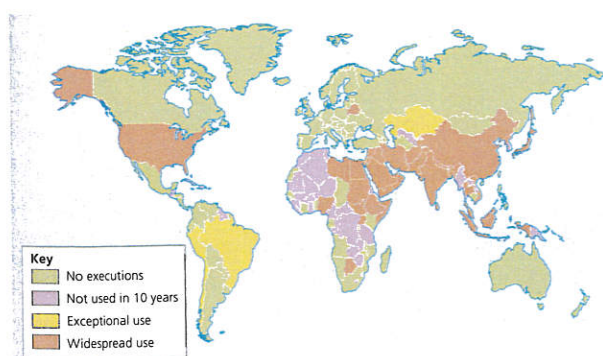 Key
No executions
Not used in 10 years
Exceptional use
Widespread use